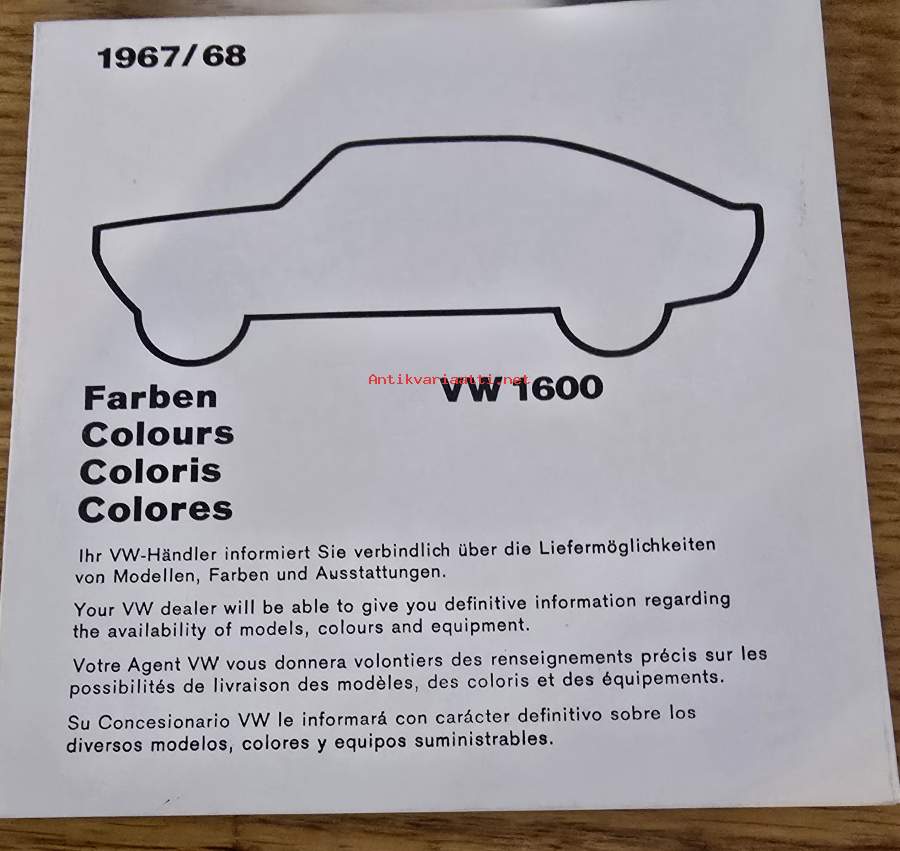 1967/68
Antikvariaatti.net
VW 1600
Farben
Colours
Coloris
Colores
Ihr VW-Händler informiert Sie verbindlich über die Liefermöglichkeiten
von Modellen, Farben und Ausstattungen.
Your VW dealer will be able to give you definitive information regarding
the availability of models, colours and equipment.
Votre Agent VW vous donnera volontiers des renseignements précis sur les
possibilités de livraison des modèles, des coloris et des équipements.
Su Concesionario VW le informará con carácter definitivo sobre los
diversos modelos, colores y equipos suministrables.